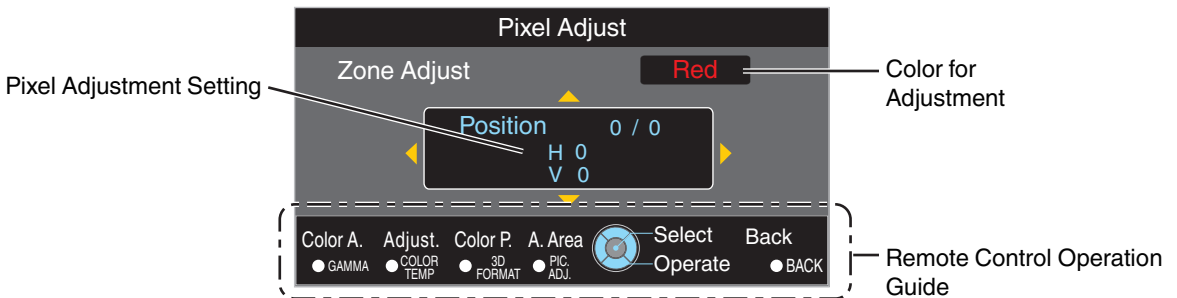 Pixel Adjust
Zone Adjust Red
Pixel Adjustment Setting
Color for
Adjustment
Position 0 / 0
H 0
V 0
Color A. Adjust. Color P. A. Area Select Back
GAMMA COLOR TEMP 3D FORMAT PIC. ADJ. Operate BACK
Remote Control Operation
Guide